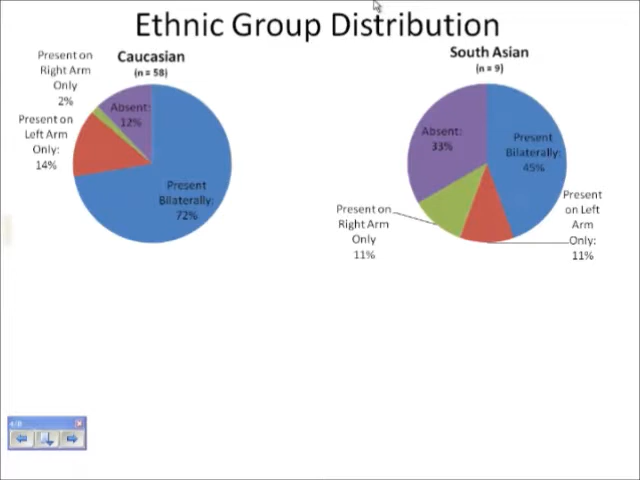 Ethnic Group Distribution
Caucasian
(n = 58)
Present on
Right Arm
Only
2%
Absent:
12%
Present on
Left Arm
Only:
14%
Present
Bilaterally:
72%
South Asian
(n = 9)
Absent:
33%
Present
Bilaterally:
45%
Present on
Right Arm
Only
11%
Present
on Left
Arm
Only:
11%